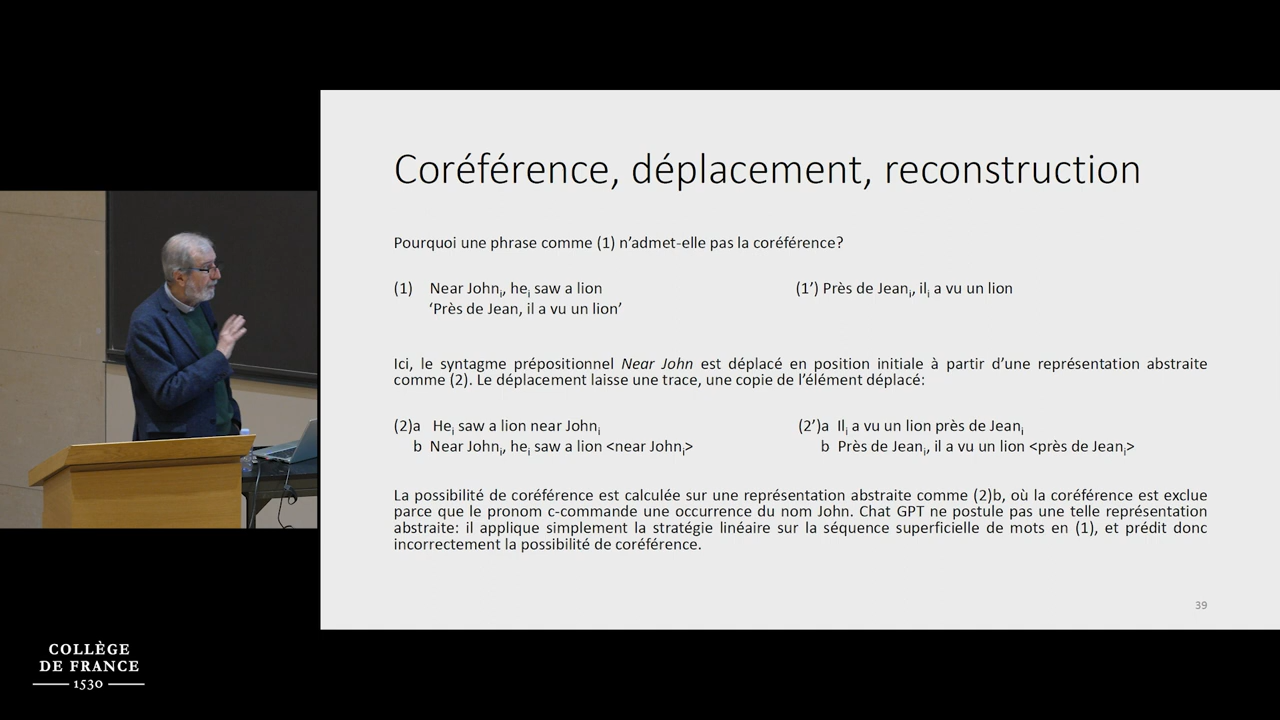 Coréférence, déplacement, reconstruction
Pourquoi une phrase comme (1) n’admet-elle pas la coréférence?
(1) Near Johnᵢ, heᵢ saw a lion (1’) Près de Jeanᵢ, ilᵢ a vu un lion
‘Près de Jean, il a vu un lion’
Ici, le syntagme prépositionnel Near John est déplacé en position initiale à partir d’une représentation abstraite
comme (2). Le déplacement laisse une trace, une copie de l’élément déplacé:
(2)a Heᵢ saw a lion near Johnᵢ (2’)a Ilᵢ a vu un lion près de Jeanᵢ
b Near Johnᵢ, heᵢ saw a lion <near Johnᵢ> b Près de Jeanᵢ, il a vu un lion <près de Jeanᵢ>
La possibilité de coréférence est calculée sur une représentation abstraite comme (2)b, où la coréférence est exclue
parce que le pronom c-commande une occurrence du nom John. Chat GPT ne postule pas une telle représentation
abstraite: il applique simplement la stratégie linéaire sur la séquence superficielle de mots en (1), et prédit donc
incorrectement la possibilité de coréférence.
39
COLLÈGE
DE FRANCE
1530